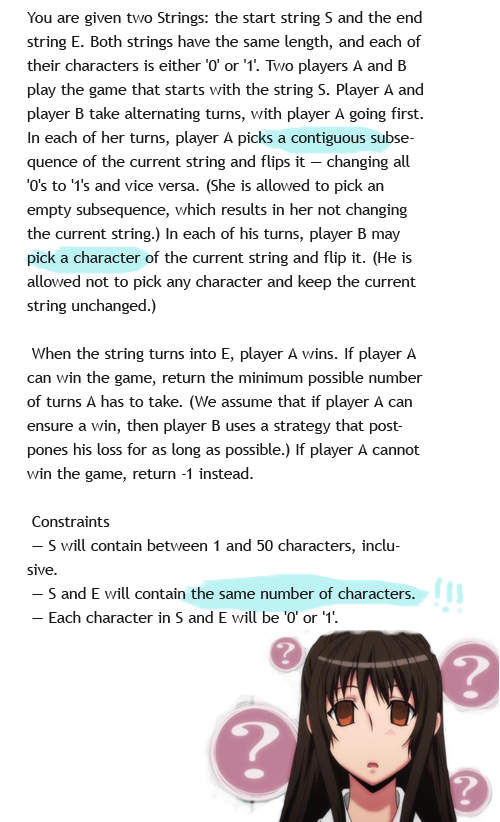 You are given two Strings: the start string S and the end
string E. Both strings have the same length, and each of
their characters is either '0' or '1'. Two players A and B
play the game that starts with the string S. Player A and
player B take alternating turns, with player A going first.
In each of her turns, player A picks a contiguous subse-
quence of the current string and flips it — changing all
'0's to '1's and vice versa. (She is allowed to pick an
empty subsequence, which results in her not changing
the current string.) In each of his turns, player B may
pick a character of the current string and flip it. (He is
allowed not to pick any character and keep the current
string unchanged.)
When the string turns into E, player A wins. If player A
can win the game, return the minimum possible number
of turns A has to take. (We assume that if player A can
ensure a win, then player B uses a strategy that post-
pones his loss for as long as possible.) If player A cannot
win the game, return -1 instead.
Constraints
— S will contain between 1 and 50 characters, inclu-
sive.
— S and E will contain the same number of characters. !!!
— Each character in S and E will be '0' or '1'.
?
?
?
?